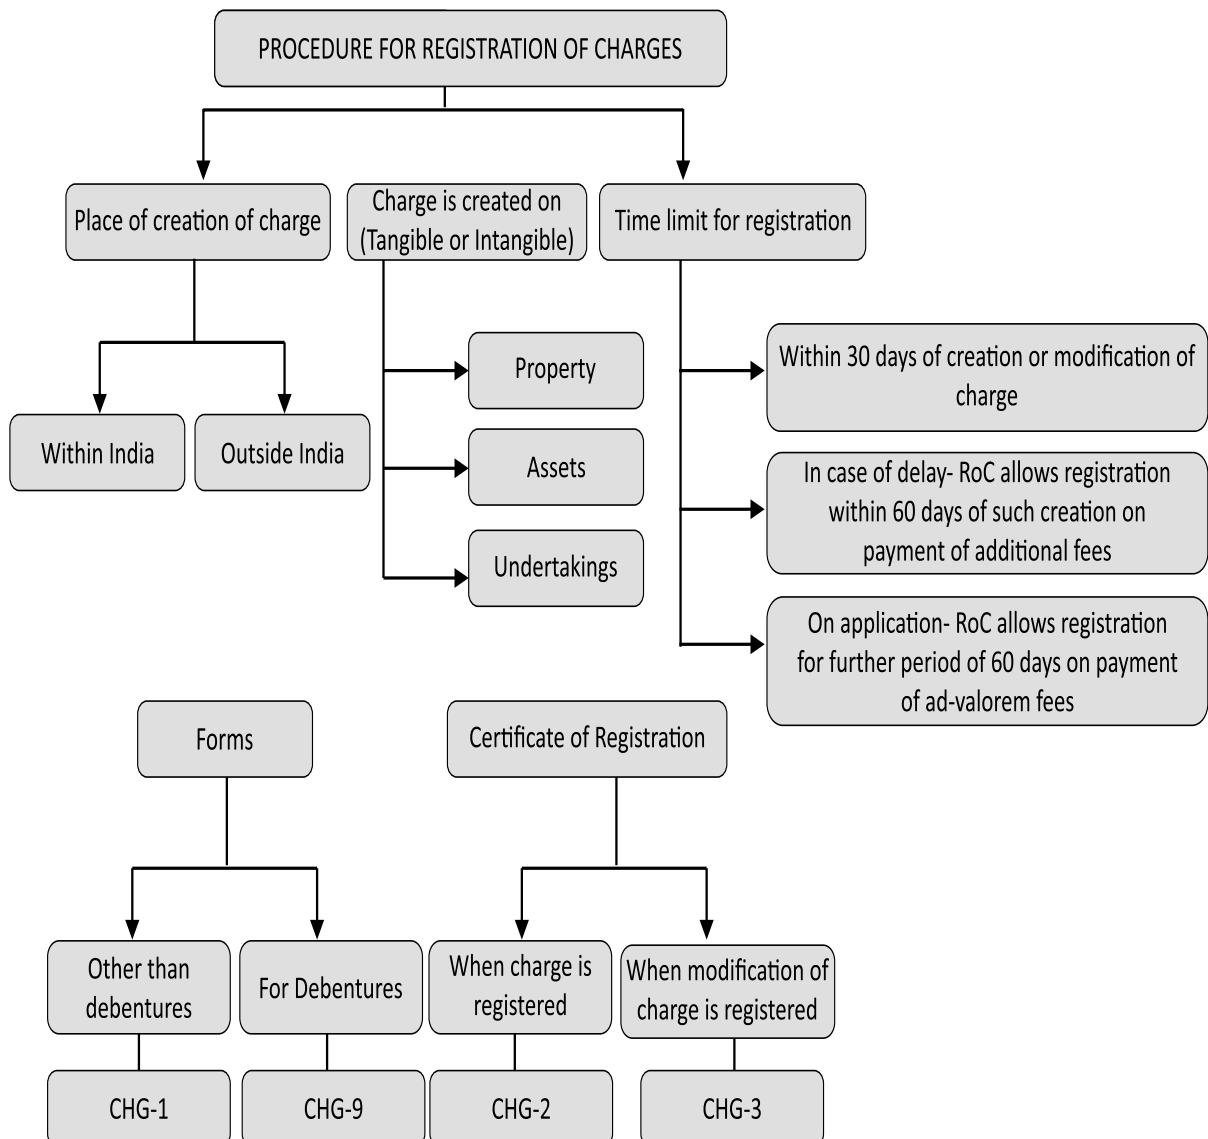 PROCEDURE FOR REGISTRATION OF CHARGES
Place of creation of charge
Charge is created on
(Tangible or Intangible)
Time limit for registration
Within India
Outside India
Property
Assets
Undertakings
Within 30 days of creation or modification of
charge
In case of delay- RoC allows registration
within 60 days of such creation on
payment of additional fees
On application- RoC allows registration
for further period of 60 days on payment
of ad-valorem fees
Forms
Certificate of Registration
Other than
debentures
For Debentures
When charge is
registered
When modification of
charge is registered
CHG-1
CHG-9
CHG-2
CHG-3